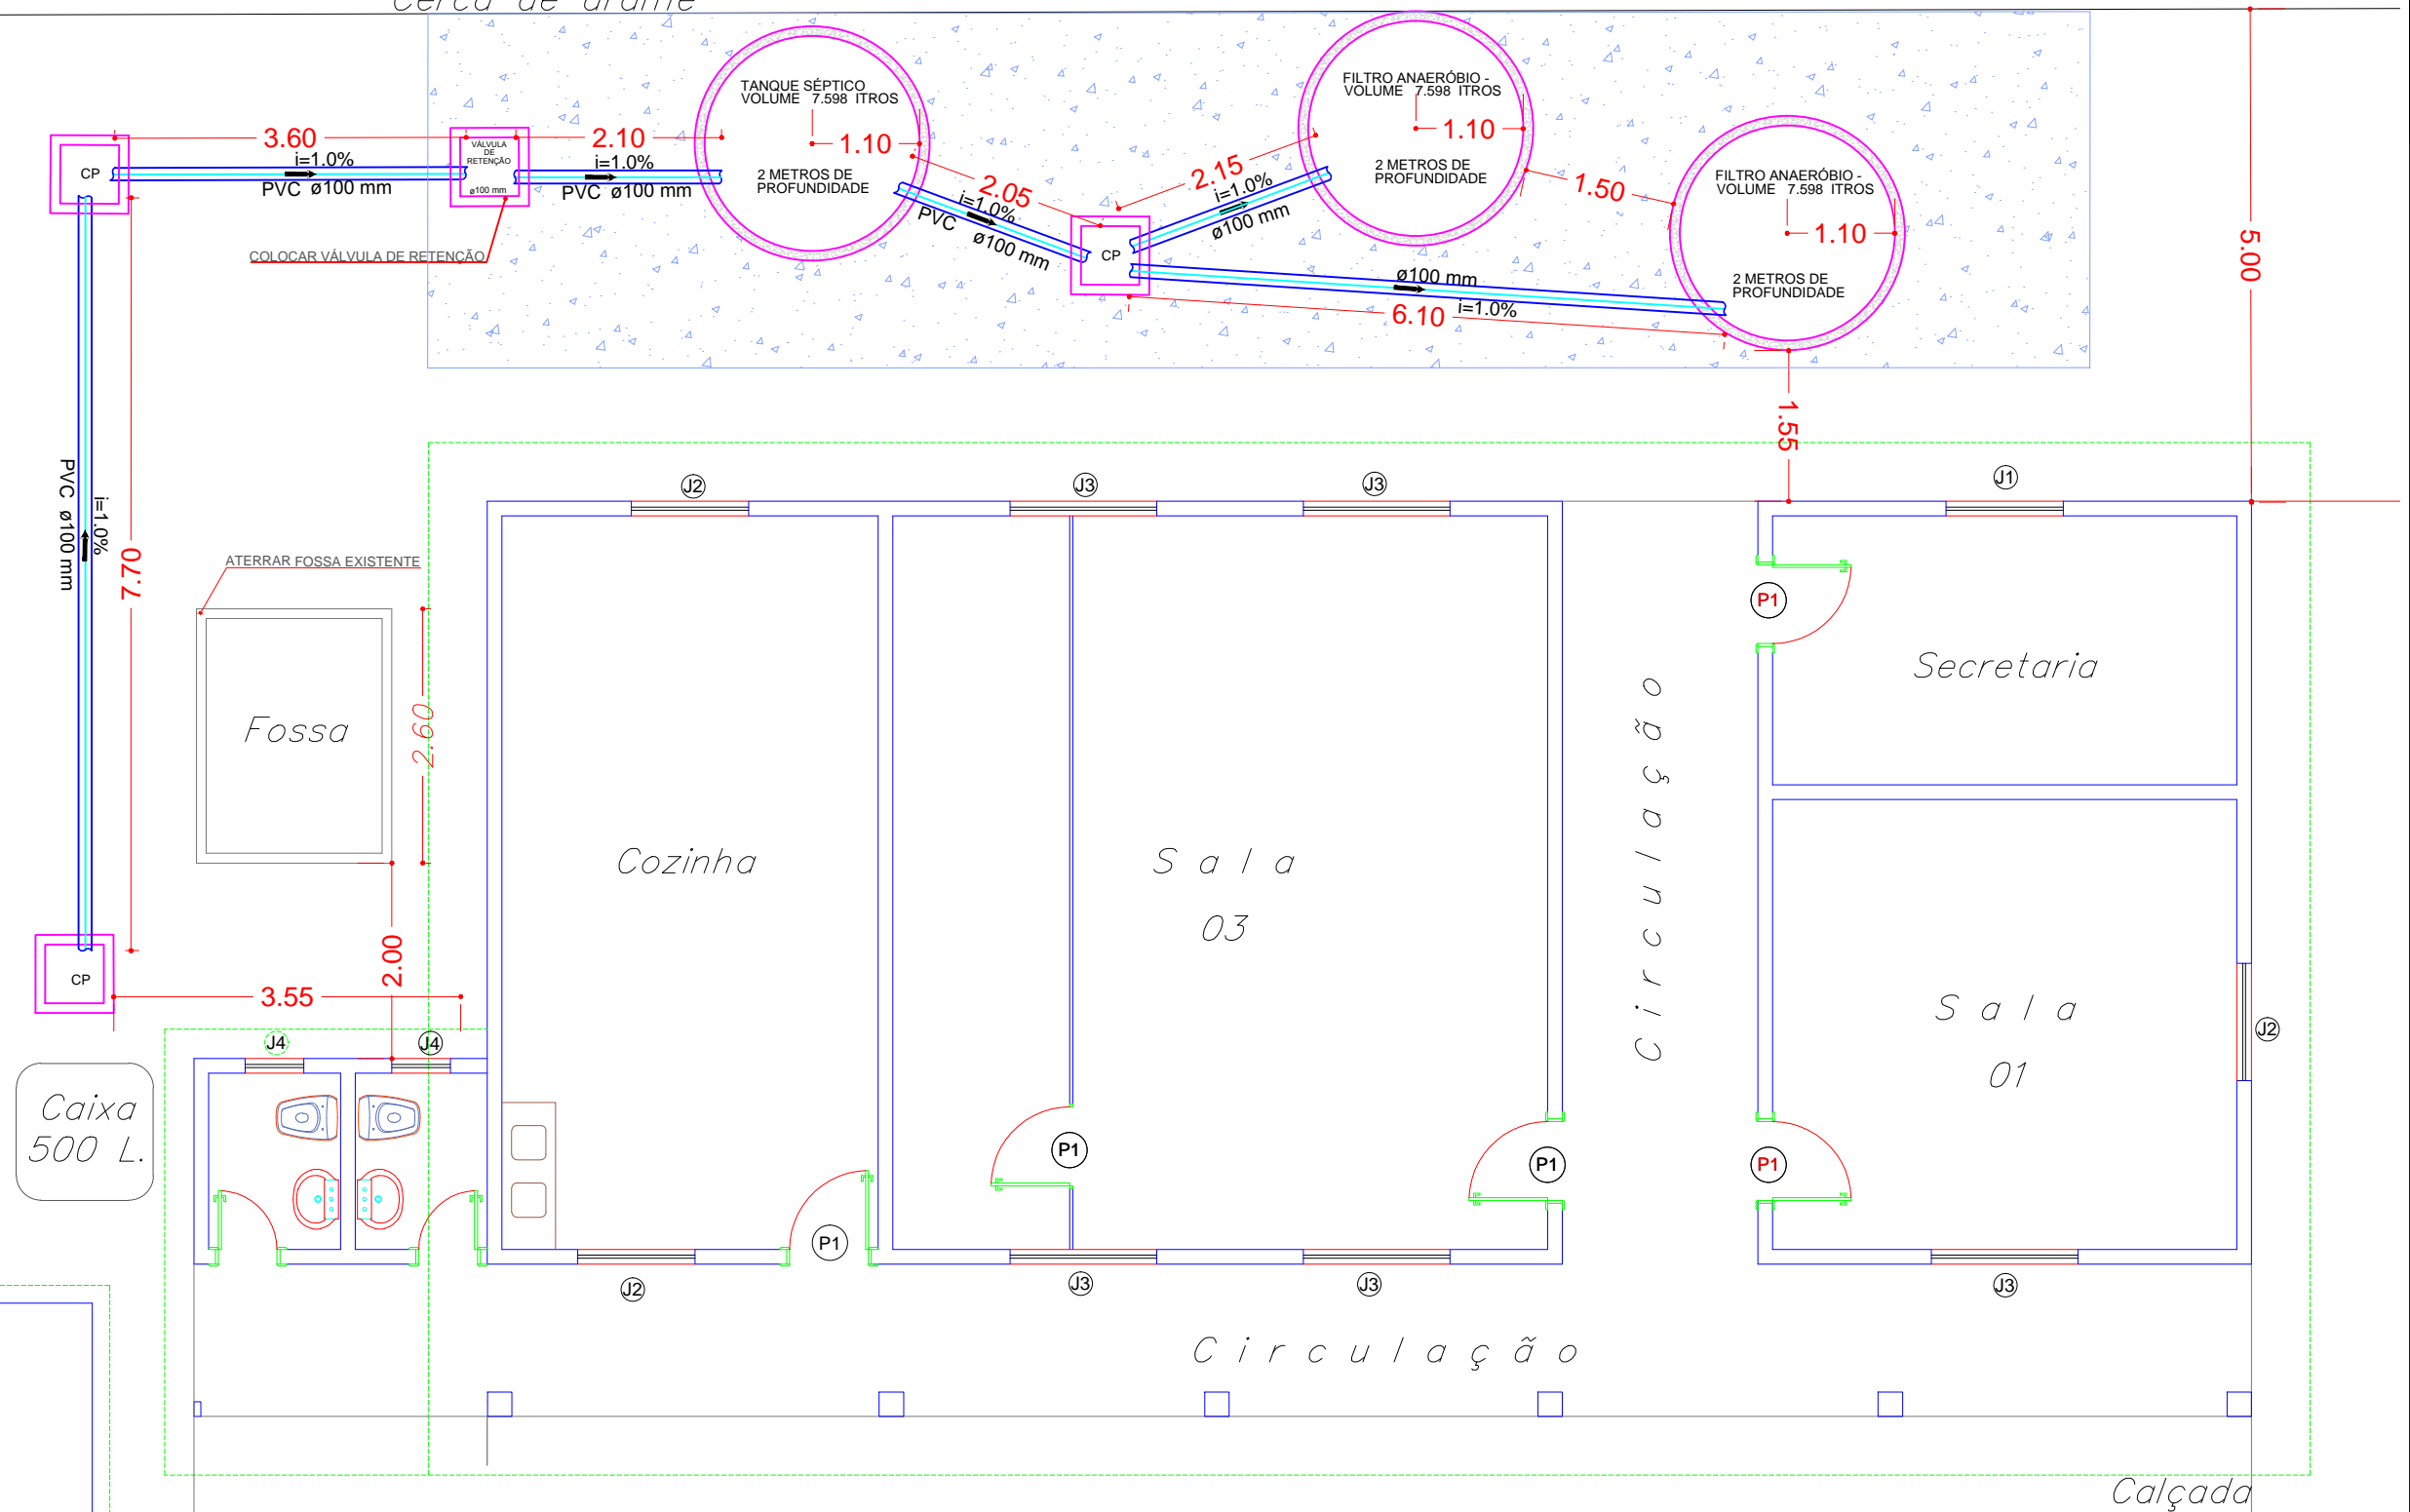 Cerca de arame
TANQUE SÉPTICO
VOLUME 7.598 ITROS
1.10
2 METROS DE
PROFUNDIDADE
FILTRO ANAERÓBIO -
VOLUME 7.598 ITROS
1.10
2 METROS DE
PROFUNDIDADE
FILTRO ANAERÓBIO -
VOLUME 7.598 ITROS
1.10
2 METROS DE
PROFUNDIDADE
CP
3.60
i=1.0%
PVC ø100 mm
VÁLVULA
DE
RETENÇÃO
ø100 mm
2.10
i=1.0%
PVC ø100 mm
COLOCAR VÁLVULA DE RETENÇÃO
2.05
i=1.0%
PVC ø100 mm
CP
2.15
i=1.0%
ø100 mm
1.50
ø100 mm
6.10
i=1.0%
5.00
1.55
PVC ø100 mm
i=1.0%
7.70
ATERRAR FOSSA EXISTENTE
Fossa
2.60
2.00
CP
3.55
J2
J3
J3
J1
P1
Secretaria
Cozinha
Sala
03
Circulação
Sala
01
J2
J4
J4
Caixa
500 L.
P1
P1
P1
P1
J2
J3
J3
J3
Circulação
Calçada